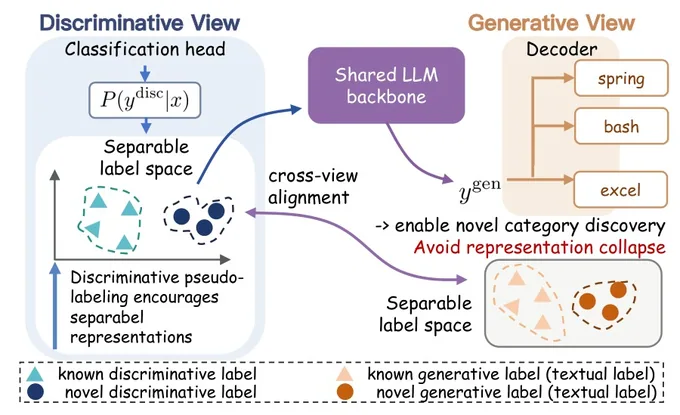 Discriminative View
Classification head
P(y^disc|x)
Separable
label space
Discriminative pseudo-
labeling encourages
separabel
representations
Shared LLM
backbone
cross-view
alignment
Generative View
Decoder
spring
bash
excel
y^gen
-> enable novel category discovery
Avoid representation collapse
Separable
label space
known discriminative label
novel discriminative label
known generative label (textual label)
novel generative label (textual label)